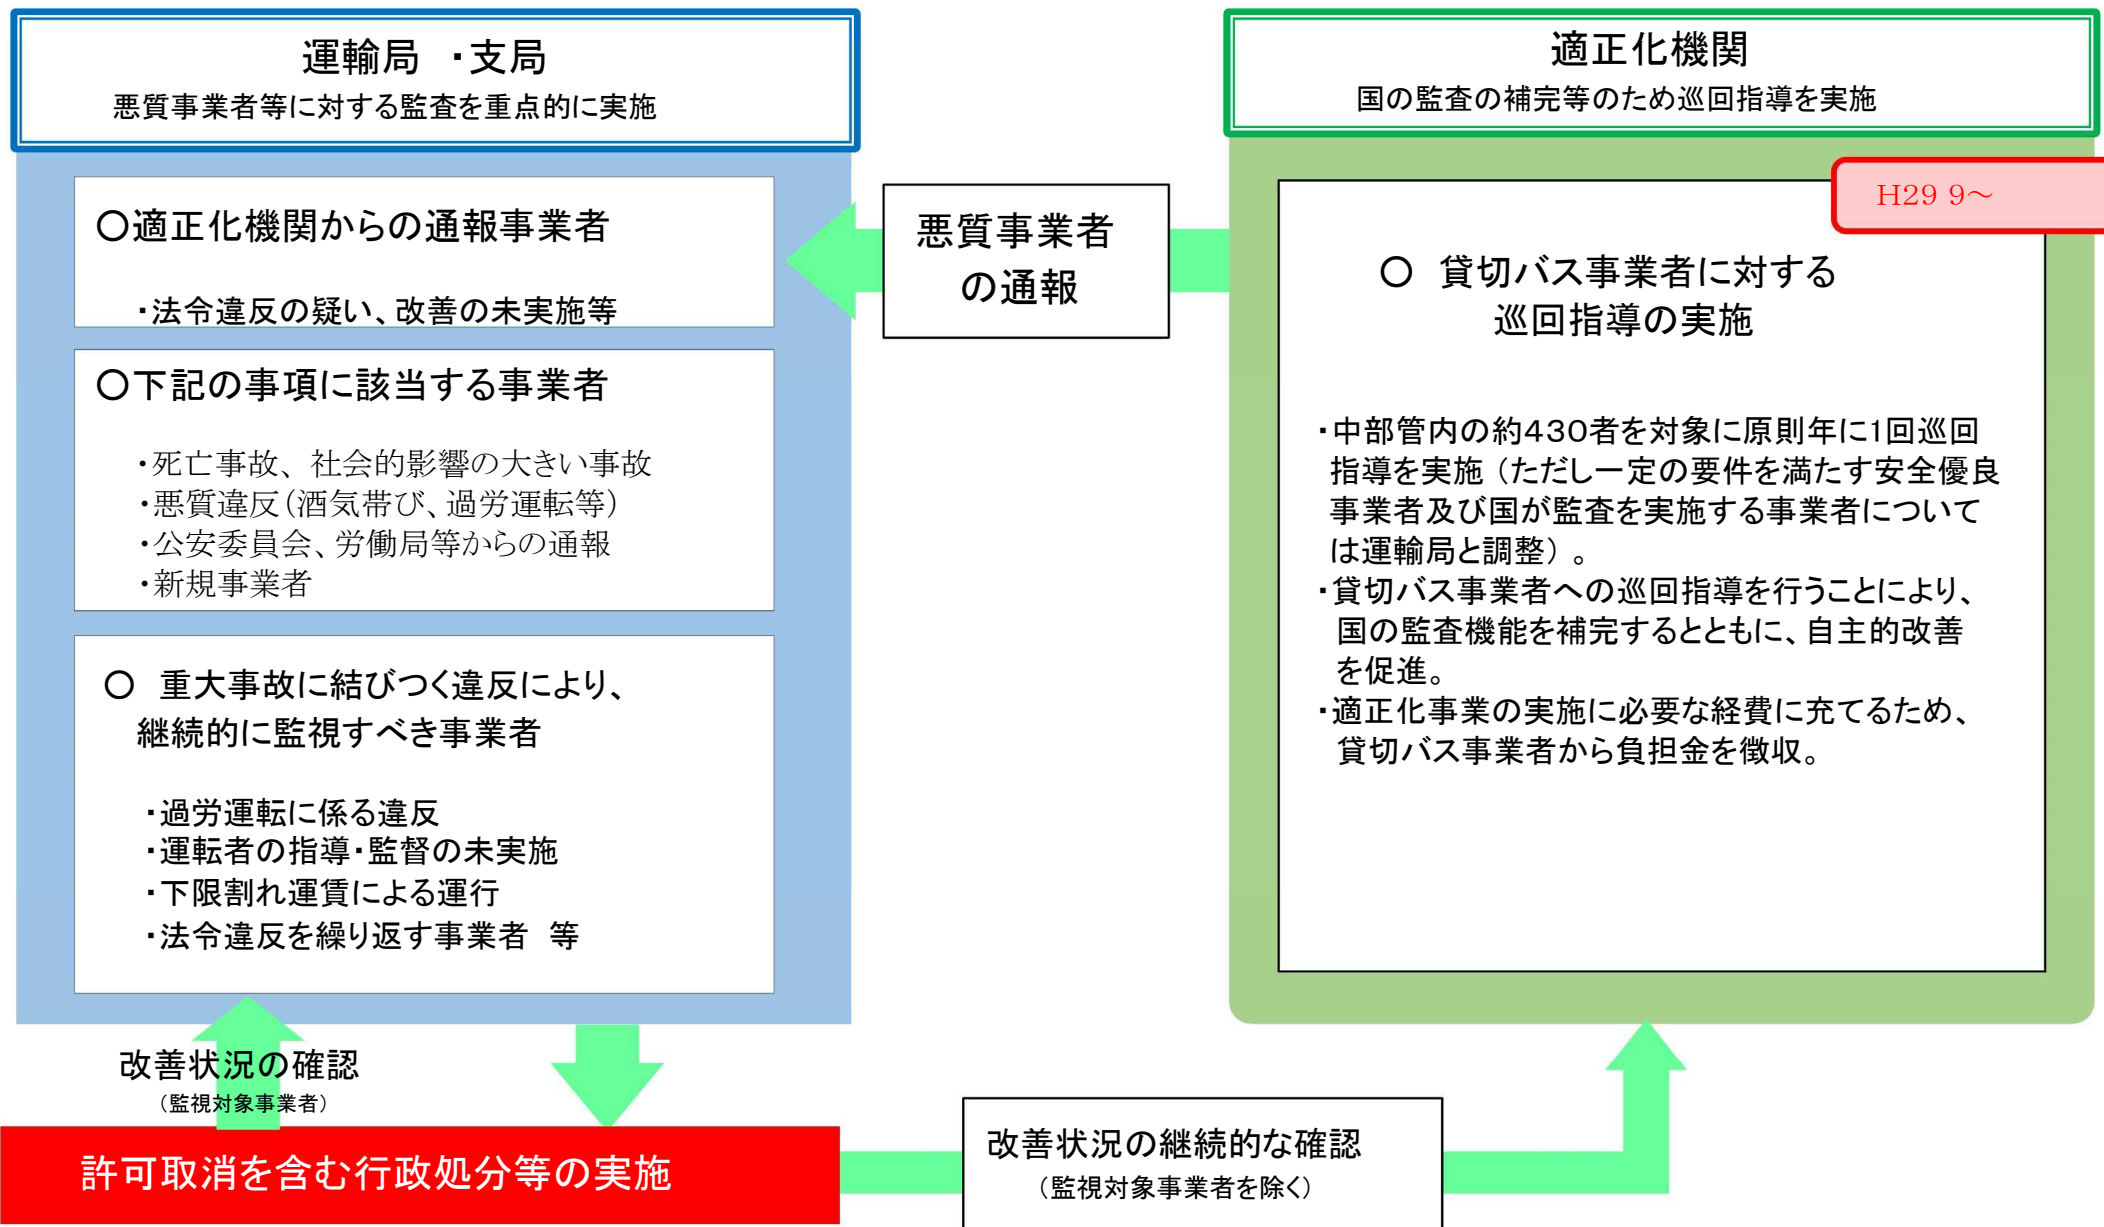 運輸局 ・支局
悪質事業者等に対する監査を重点的に実施
〇適正化機関からの通報事業者
・法令違反の疑い、改善の未実施等
〇下記の事項に該当する事業者
・死亡事故、社会的影響の大きい事故
・悪質違反(酒気帯び、過労運転等)
・公安委員会、労働局等からの通報
・新規事業者
〇 重大事故に結びつく違反により、
継続的に監視すべき事業者
・過労運転に係る違反
・運転者の指導・監督の未実施
・下限割れ運賃による運行
・法令違反を繰り返す事業者 等
悪質事業者
の通報
適正化機関
国の監査の補完等のため巡回指導を実施
H29 9～
〇 貸切バス事業者に対する
巡回指導の実施
・中部管内の約430者を対象に原則年に1回巡回
指導を実施(ただし一定の要件を満たす安全優良
事業者及び国が監査を実施する事業者について
は運輸局と調整)。
・貸切バス事業者への巡回指導を行うことにより、
国の監査機能を補完するとともに、自主的改善
を促進。
・適正化事業の実施に必要な経費に充てるため、
貸切バス事業者から負担金を徴収。
改善状況の確認
(監視対象事業者)
許可取消を含む行政処分等の実施
改善状況の継続的な確認
(監視対象事業者を除く)